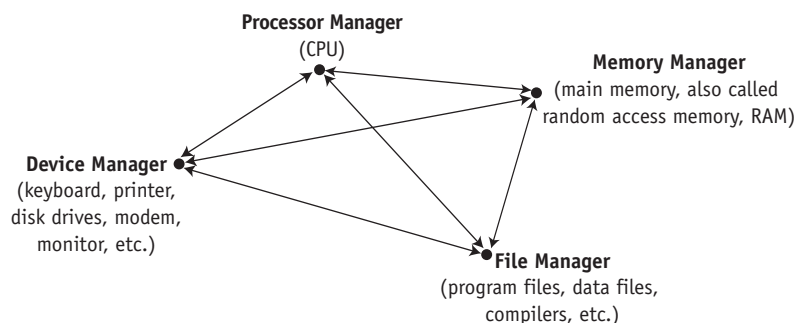 Processor Manager
(CPU)
Memory Manager
(main memory, also called
random access memory, RAM)
Device Manager
(keyboard, printer,
disk drives, modem,
monitor, etc.)
File Manager
(program files, data files,
compilers, etc.)